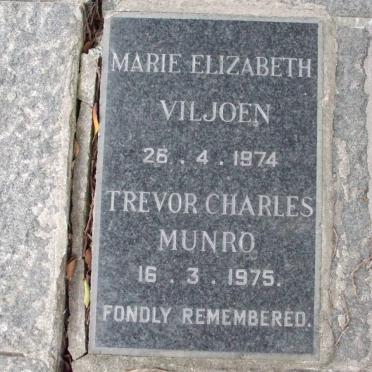 MARIE ELIZABETH
VILJOEN
26 . 4 . 1974
TREVOR CHARLES
MUNRO
16 . 3 . 1975.
FONDLY REMEMBERED.